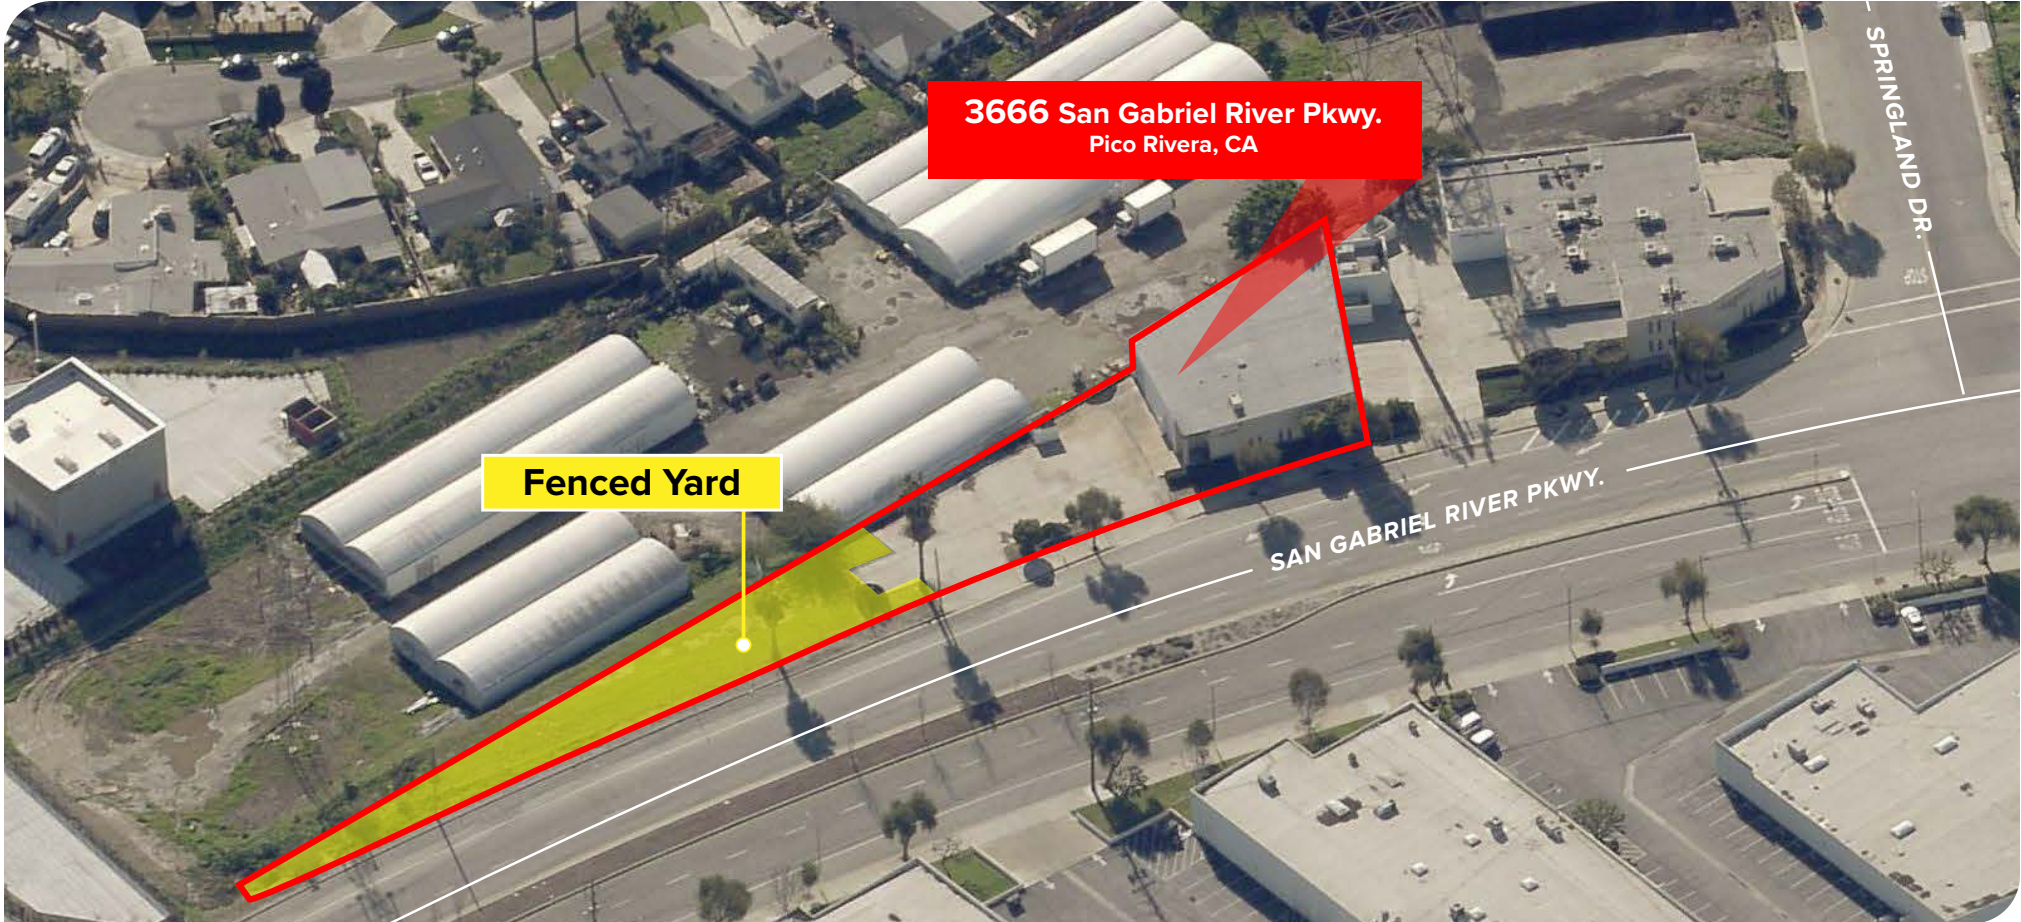 3666 San Gabriel River Pkwy.
Pico Rivera, CA
SPRINGLAND DR.
Fenced Yard
SAN GABRIEL RIVER PKWY.